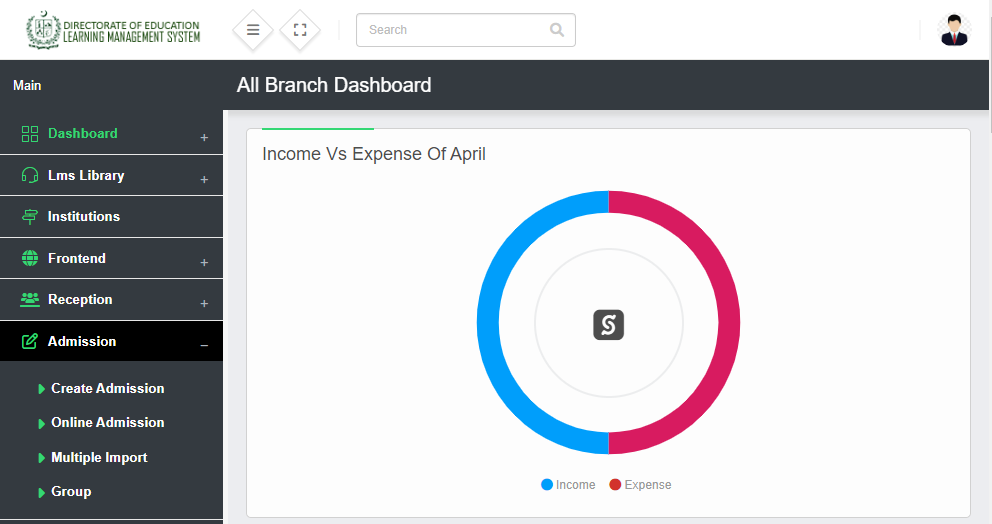 DIRECTORATE OF EDUCATION
LEARNING MANAGEMENT SYSTEM
Search
Main
All Branch Dashboard
Dashboard +
Lms Library +
Institutions
Frontend +
Reception +
Admission –
Create Admission
Online Admission
Multiple Import
Group
Income Vs Expense Of April
S
Income Expense